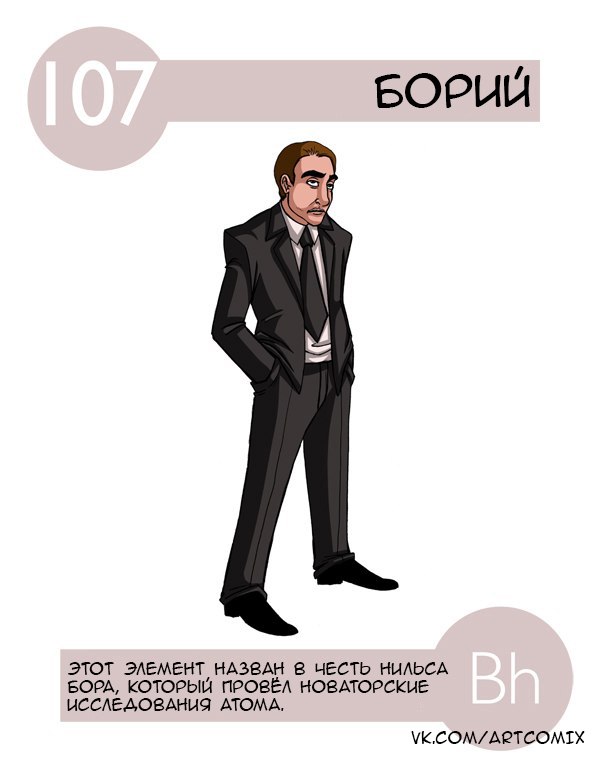 107
БОРИЙ
ЭТОТ ЭЛЕМЕНТ НАЗВАН В ЧЕСТЬ НИЛЬСА
БОРА, КОТОРЫЙ ПРОВЁЛ НОВАТОРСКИЕ
ИССЛЕДОВАНИЯ АТОМА.
Bh
VK.COM/ARTCOMIX